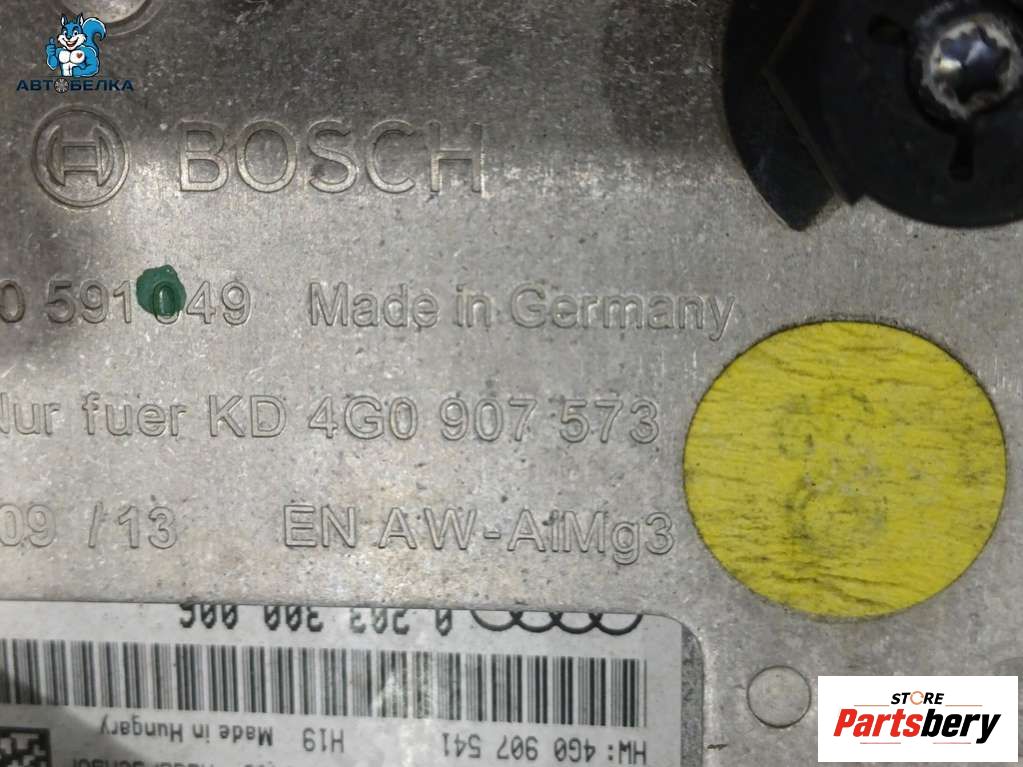 АВТОБЕЛКА
BOSCH
0 591 049 Made in Germany
Nur fuer KD 4G0 907 573
09 / 13 EN AW-AlMg3
0 203 300 006
Made in Hungary H19 HW: 4G0 907 541
STORE
Partsbery